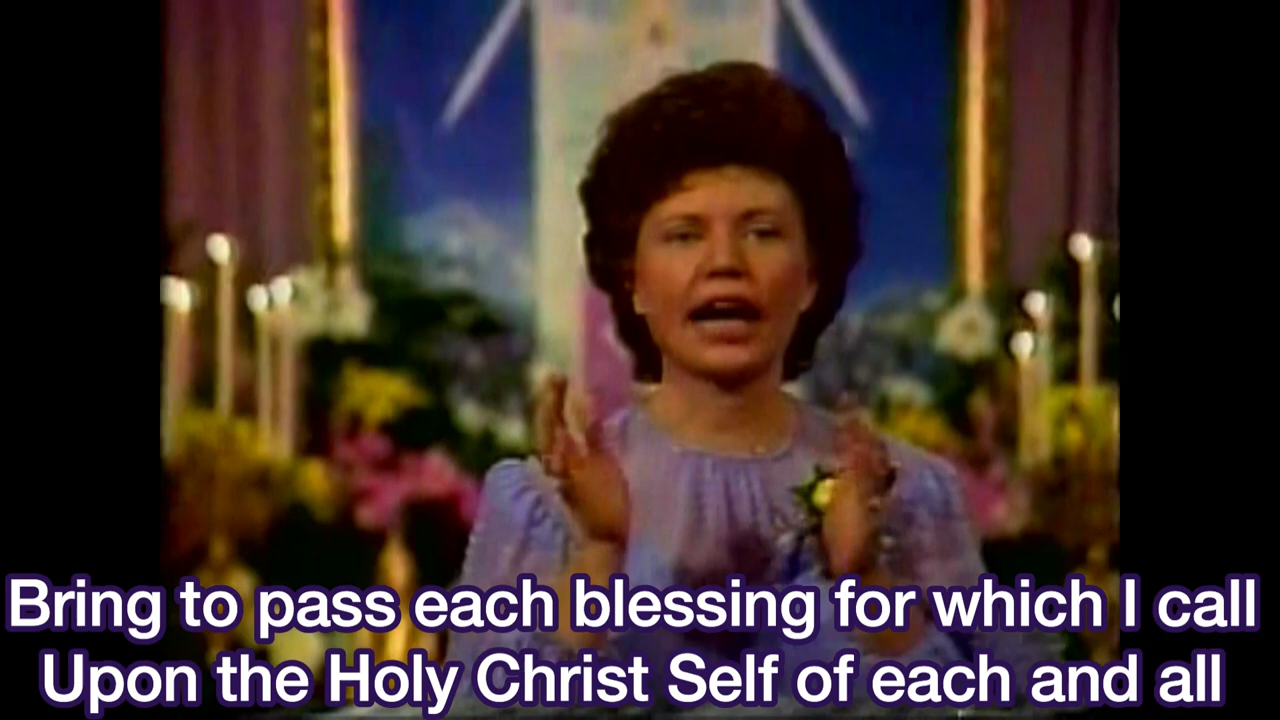 Bring to pass each blessing for which I call
Upon the Holy Christ Self of each and all